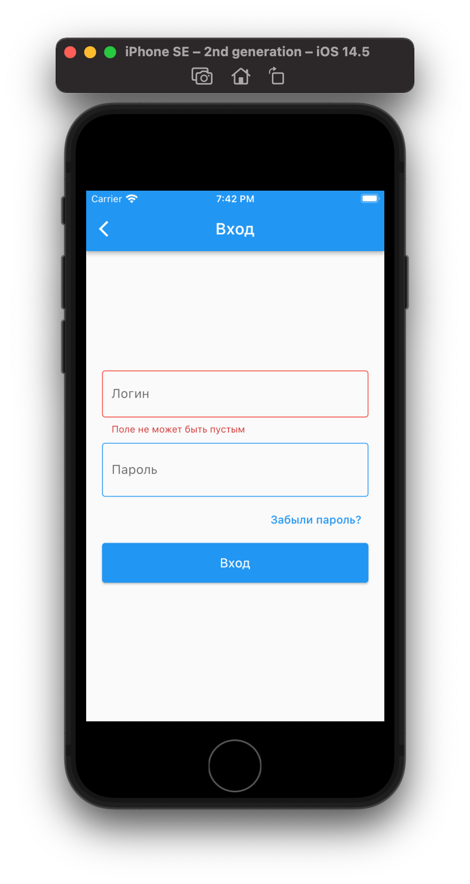 iPhone SE – 2nd generation – iOS 14.5
Carrier 7:42 PM
Вход
Логин
Поле не может быть пустым
Пароль
Забыли пароль?
Вход